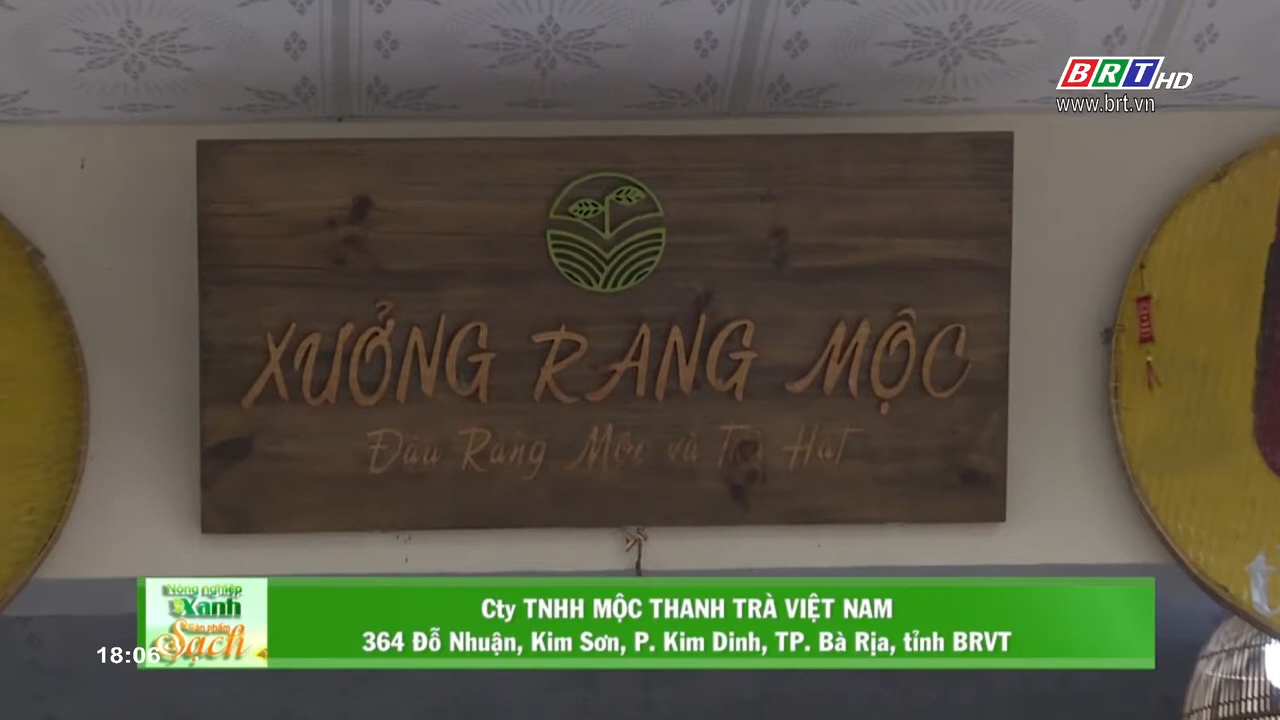 BRT HD
www.brt.vn
XƯỞNG RANG MỘC
Đậu Rang Mộc và Trà Hạt
Nông nghiệp
Xanh
Sản phẩm
Sạch
Cty TNHH MỘC THANH TRÀ VIỆT NAM
364 Đỗ Nhuận, Kim Sơn, P. Kim Dinh, TP. Bà Rịa, tỉnh BRVT
18:06